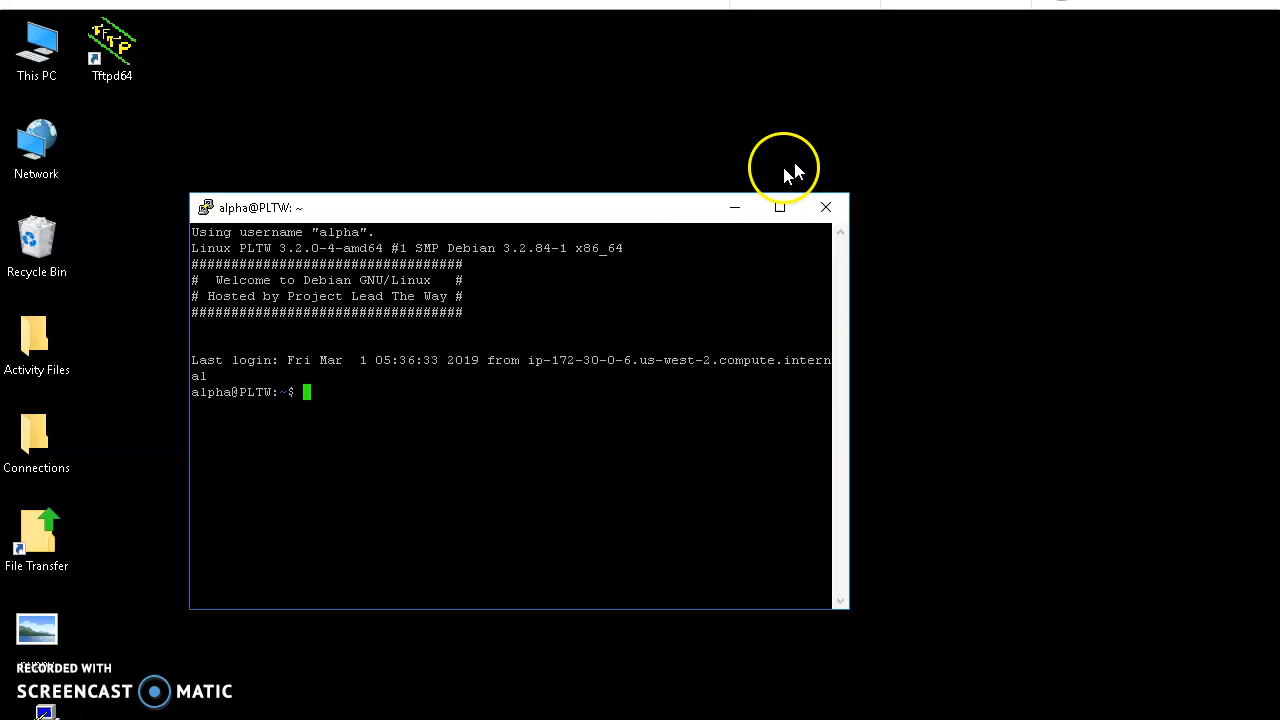 This PC
Tftpd64
Network
Recycle Bin
Activity Files
Connections
File Transfer
alpha@PLTW: ~
Using username "alpha".
Linux PLTW 3.2.0-4-amd64 #1 SMP Debian 3.2.84-1 x86_64
##################################
#   Welcome to Debian GNU/Linux   #
# Hosted by Project Lead The Way #
##################################
Last login: Fri Mar  1 05:36:33 2019 from ip-172-30-0-6.us-west-2.compute.intern
al
alpha@PLTW:~$
RECORDED WITH
SCREENCAST MATIC